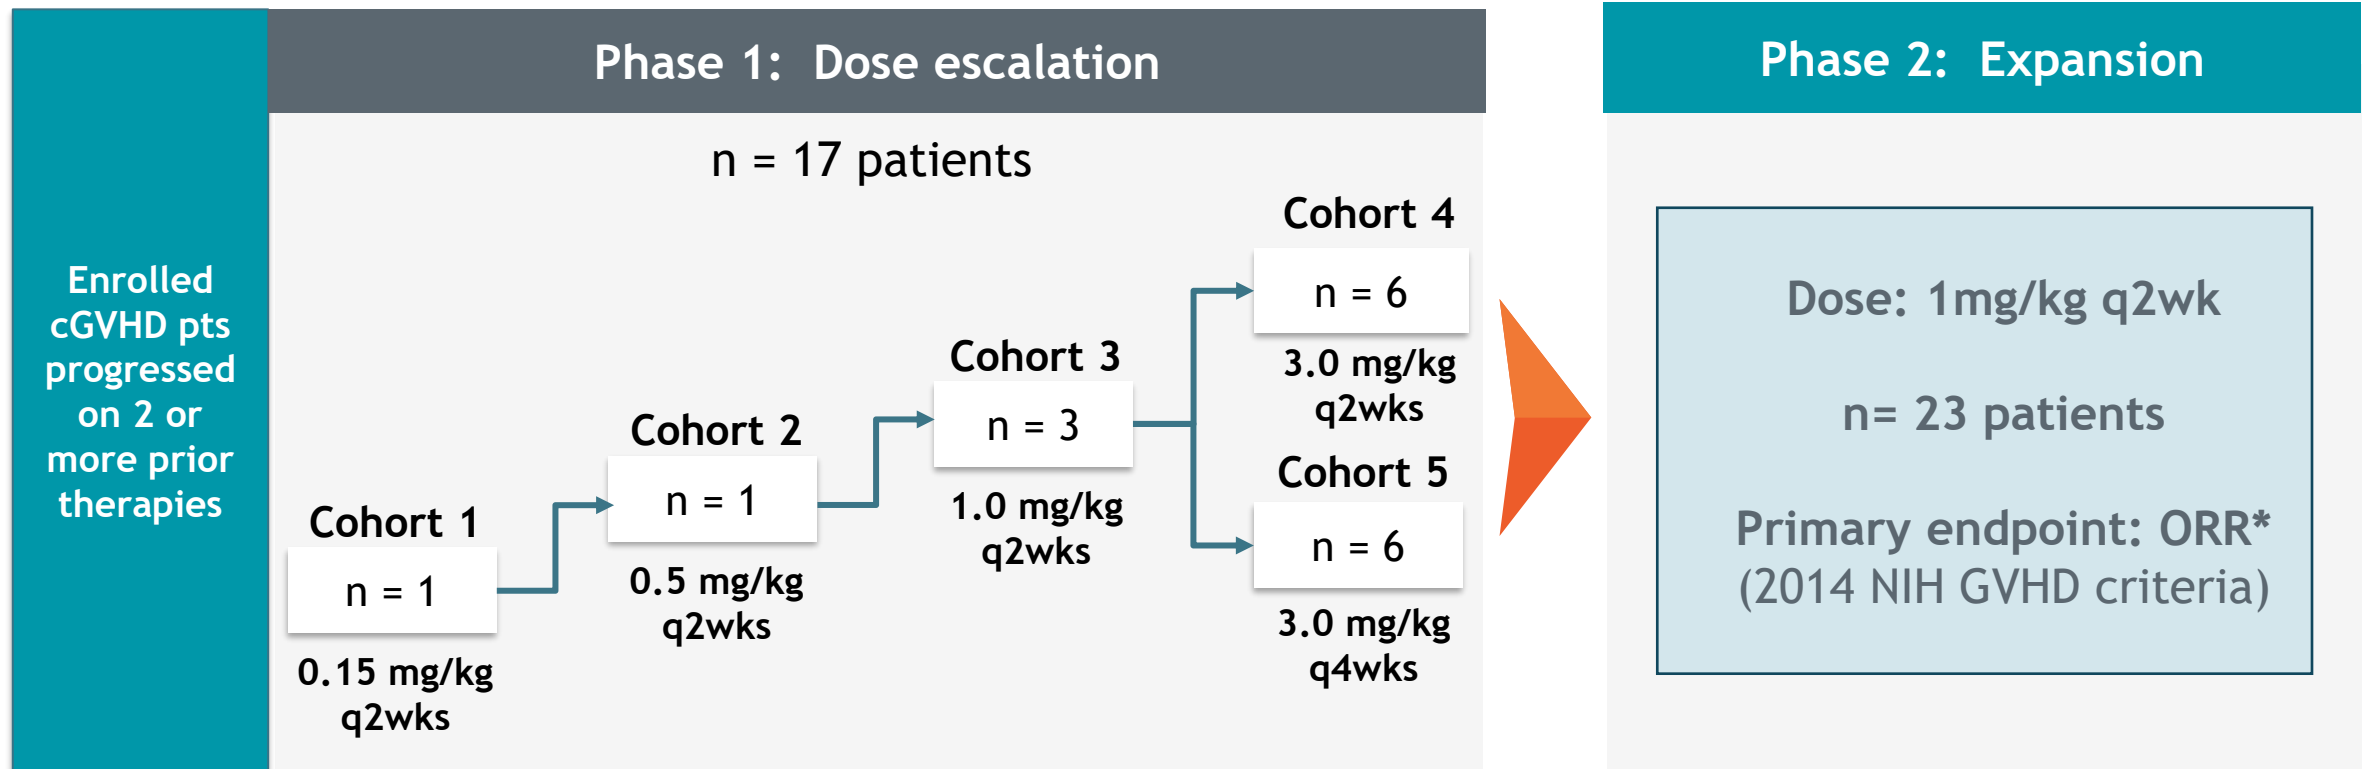 Enrolled
cGVHD pts
progressed
on 2 or
more prior
therapies
Phase 1:  Dose escalation
n = 17 patients
Cohort 1
n = 1
0.15 mg/kg
q2wks
Cohort 2
n = 1
0.5 mg/kg
q2wks
Cohort 3
n = 3
1.0 mg/kg
q2wks
Cohort 4
n = 6
3.0 mg/kg
q2wks
Cohort 5
n = 6
3.0 mg/kg
q4wks
Phase 2:  Expansion
Dose: 1mg/kg q2wk
n= 23 patients
Primary endpoint: ORR*
(2014 NIH GVHD criteria)